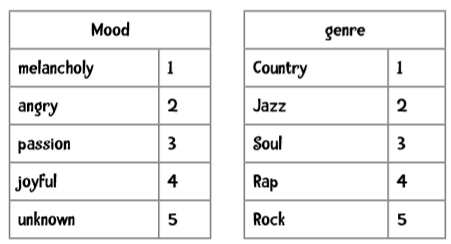 Mood
melancholy 1
angry 2
passion 3
joyful 4
unknown 5
genre
Country 1
Jazz 2
Soul 3
Rap 4
Rock 5